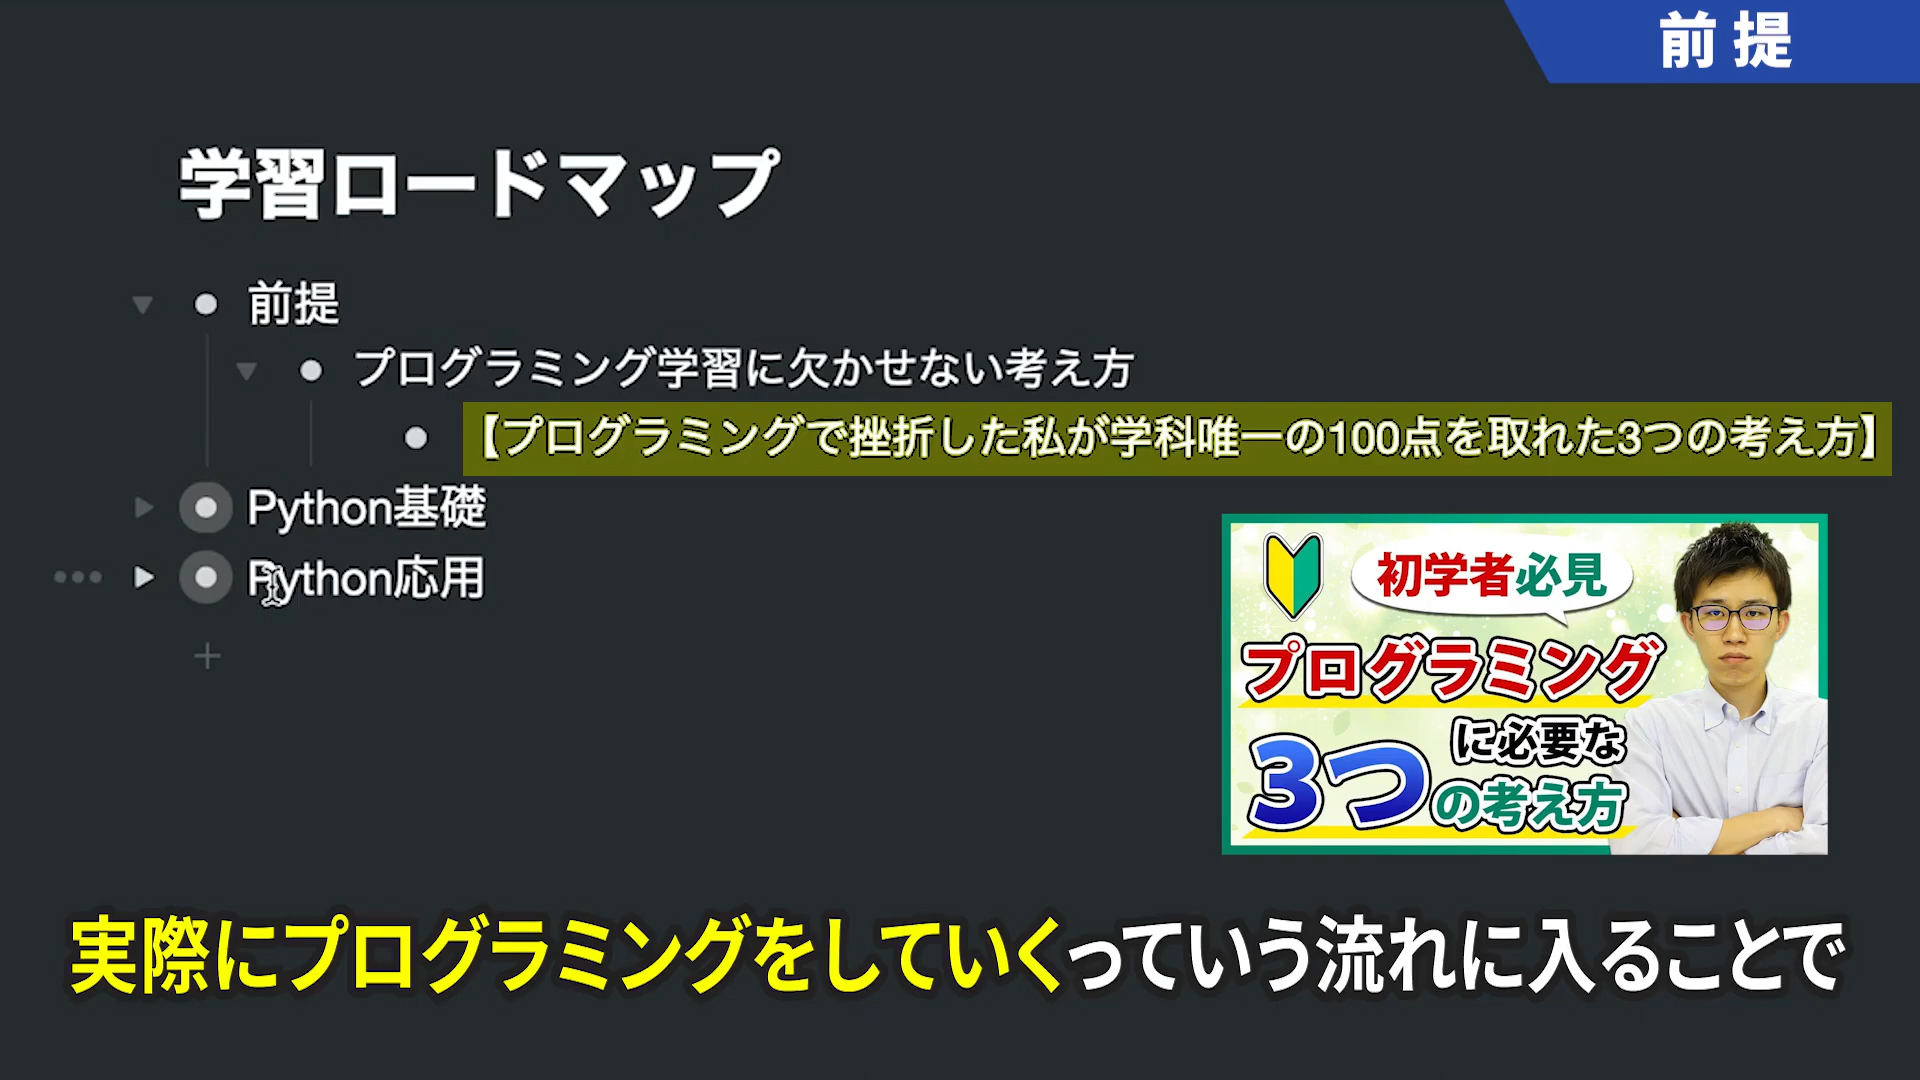 前提
学習ロードマップ
前提
プログラミング学習に欠かせない考え方
【プログラミングで挫折した私が学科唯一の100点を取れた3つの考え方】
Python基礎
Python応用
初学者必見
プログラミング
に必要な
3つの考え方
実際にプログラミングをしていくっていう流れに入ることで